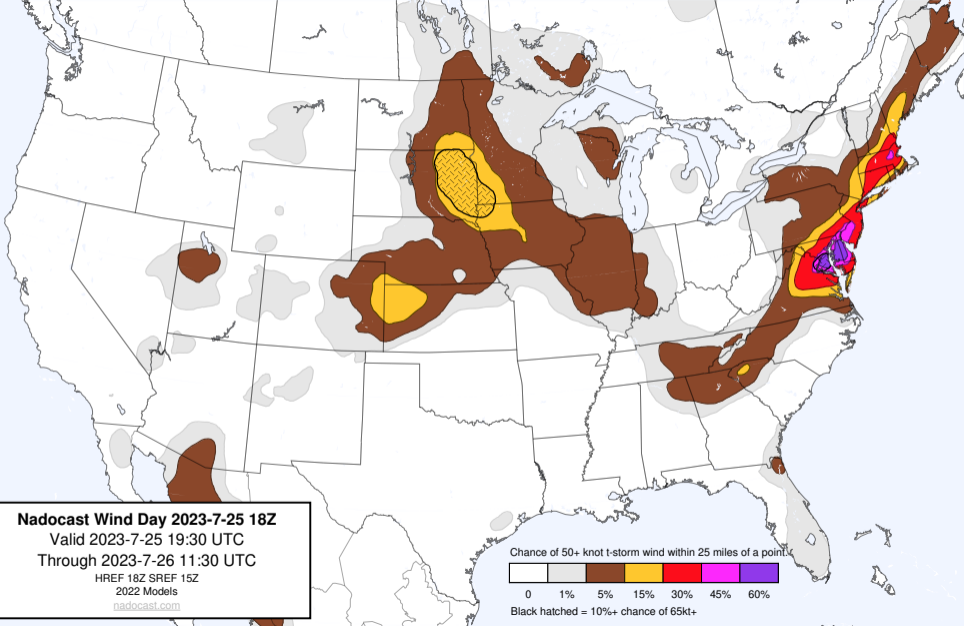 Nadocast Wind Day 2023-7-25 18Z
Valid 2023-7-25 19:30 UTC
Through 2023-7-26 11:30 UTC
HREF 18Z SREF 15Z
2022 Models
nadocast.com
Chance of 50+ knot t-storm wind within 25 miles of a point.
0 1% 5% 15% 30% 45% 60%
Black hatched = 10%+ chance of 65kt+